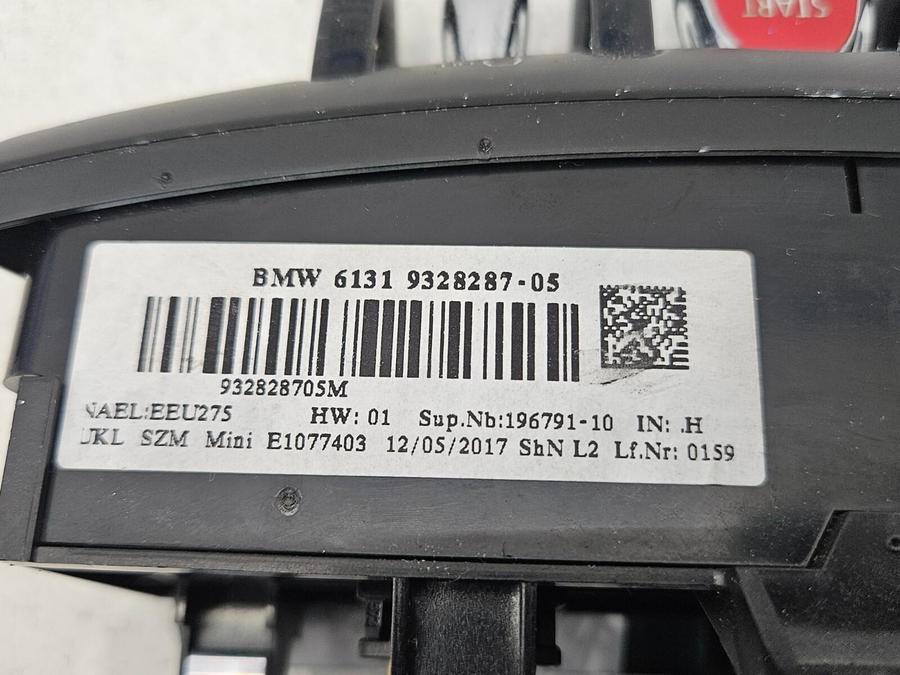 START
BMW 6131 9328287-05
932828705M
NAEL:EEU275 HW: 01 Sup.Nb:196791-10 IN: .H
UKL SZM Mini E1077403 12/05/2017 ShN L2 Lf.Nr: 0159